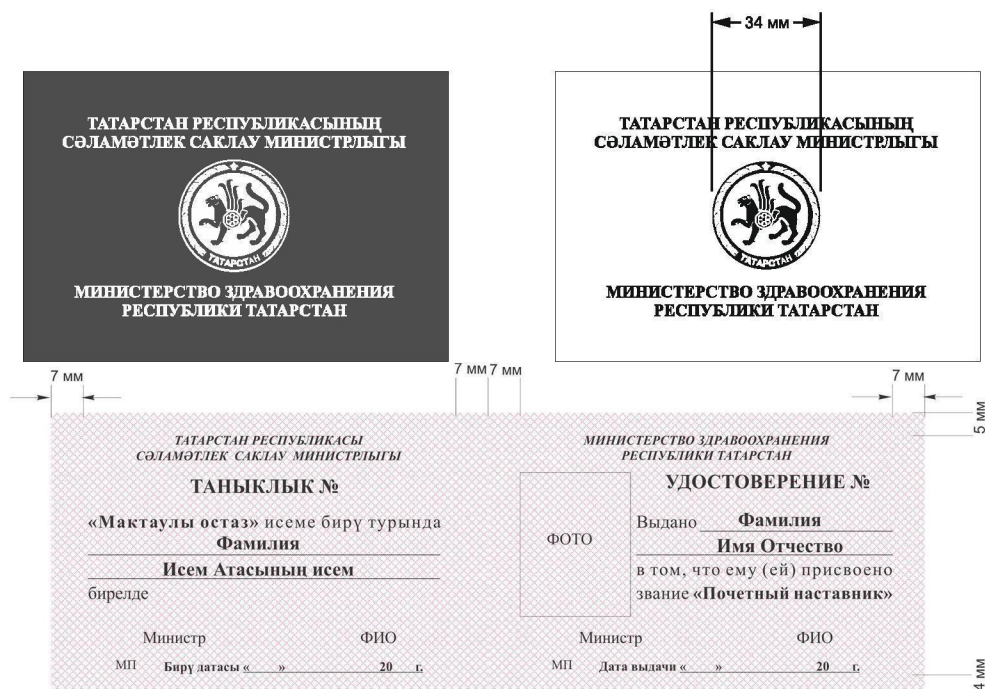 34 мм
ТАТАРСТАН РЕСПУБЛИКАСЫНЫҢ
СӘЛАМӘТЛЕК САКЛАУ МИНИСТРЛЫГЫ
ТАТАРСТАН
МИНИСТЕРСТВО ЗДРАВООХРАНЕНИЯ
РЕСПУБЛИКИ ТАТАРСТАН
ТАТАРСТАН РЕСПУБЛИКАСЫНЫҢ
СӘЛАМӘТЛЕК САКЛАУ МИНИСТРЛЫГЫ
ТАТАРСТАН
МИНИСТЕРСТВО ЗДРАВООХРАНЕНИЯ
РЕСПУБЛИКИ ТАТАРСТАН
7 мм
7 мм 7 мм
7 мм
5 мм
ТАТАРСТАН РЕСПУБЛИКАСЫ
СӘЛАМӘТЛЕК САКЛАУ МИНИСТРЛЫГЫ
ТАНЫКЛЫК №
«Мактаулы остаз» исеме бирү турында
Фамилия
Исем Атасының исем
бирелде
Министр ФИО
МП Бирү датасы «___» 20 г.
МИНИСТЕРСТВО ЗДРАВООХРАНЕНИЯ
РЕСПУБЛИКИ ТАТАРСТАН
УДОСТОВЕРЕНИЕ №
ФОТО
Выдано Фамилия
Имя Отчество
в том, что ему (ей) присвоено
звание «Почетный наставник»
Министр ФИО
МП Дата выдачи «___» 20 г.
4 мм